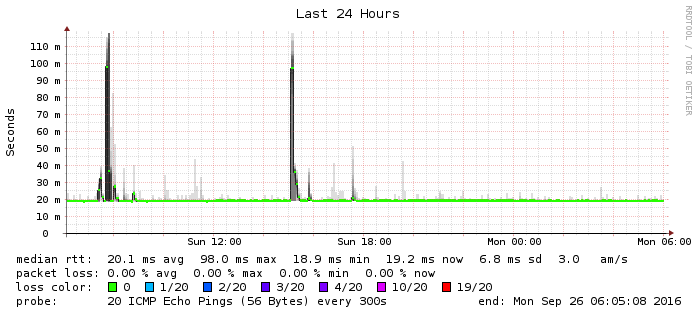 Last 24 Hours
RRDTOOL / TOBI OETIKER
Seconds
110 m
100 m
90 m
80 m
70 m
60 m
50 m
40 m
30 m
20 m
10 m
0
Sun 12:00 Sun 18:00 Mon 00:00 Mon 06:00
median rtt: 20.1 ms avg 98.0 ms max 18.9 ms min 19.2 ms now 6.8 ms sd 3.0 am/s
packet loss: 0.00 % avg 0.00 % max 0.00 % min 0.00 % now
loss color: 0 1/20 2/20 3/20 4/20 10/20 19/20
probe: 20 ICMP Echo Pings (56 Bytes) every 300s end: Mon Sep 26 06:05:08 2016